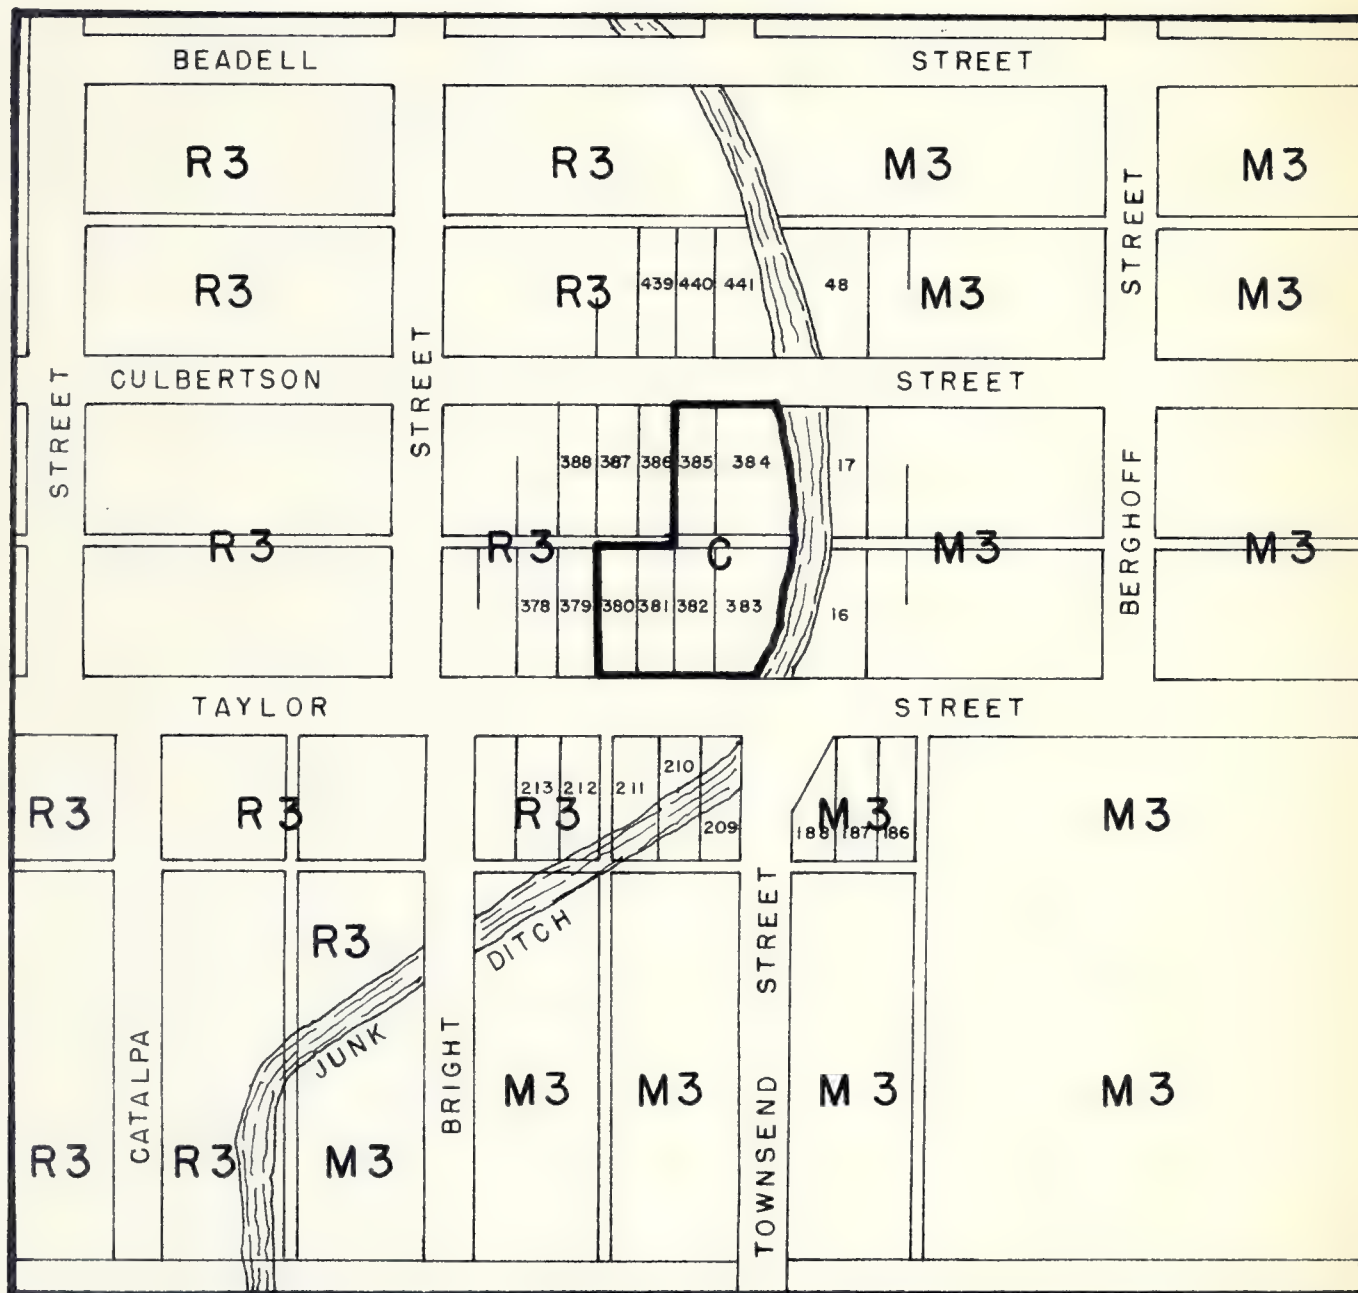 BEADELL STREET
R3 R3 M3 M3
STREET
R3 R3 439 440 441 48 M3 M3
STREET
CULBERTSON STREET
STREET
388 387 386 385 384 17
BERGHOFF
R3 R3 C M3 M3
378 379 380 381 382 383 16
TAYLOR STREET
213 212 211 210
R3 R3 R3 M3 M3
209 188 187 186
STREET
R3
DITCH
JUNK
CATALPA
BRIGHT
TOWNSEND
M3 M3 M3 M3
R3 R3 M3